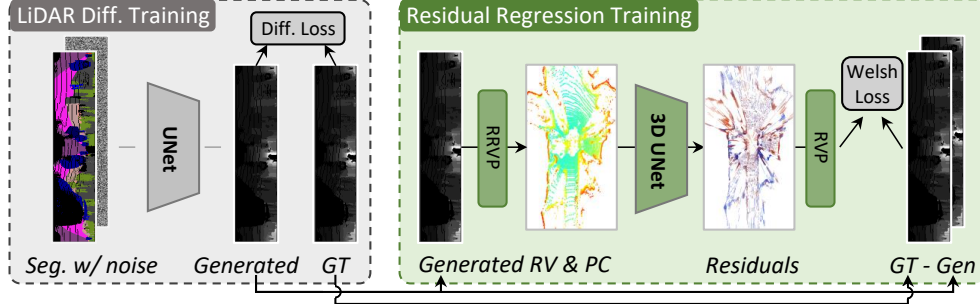 LiDAR Diff. Training
Diff. Loss
UNet
Seg. w/ noise
Generated
GT
Residual Regression Training
RRVP
3D UNet
RVP
Welsh
Loss
Generated RV & PC
Residuals
GT - Gen